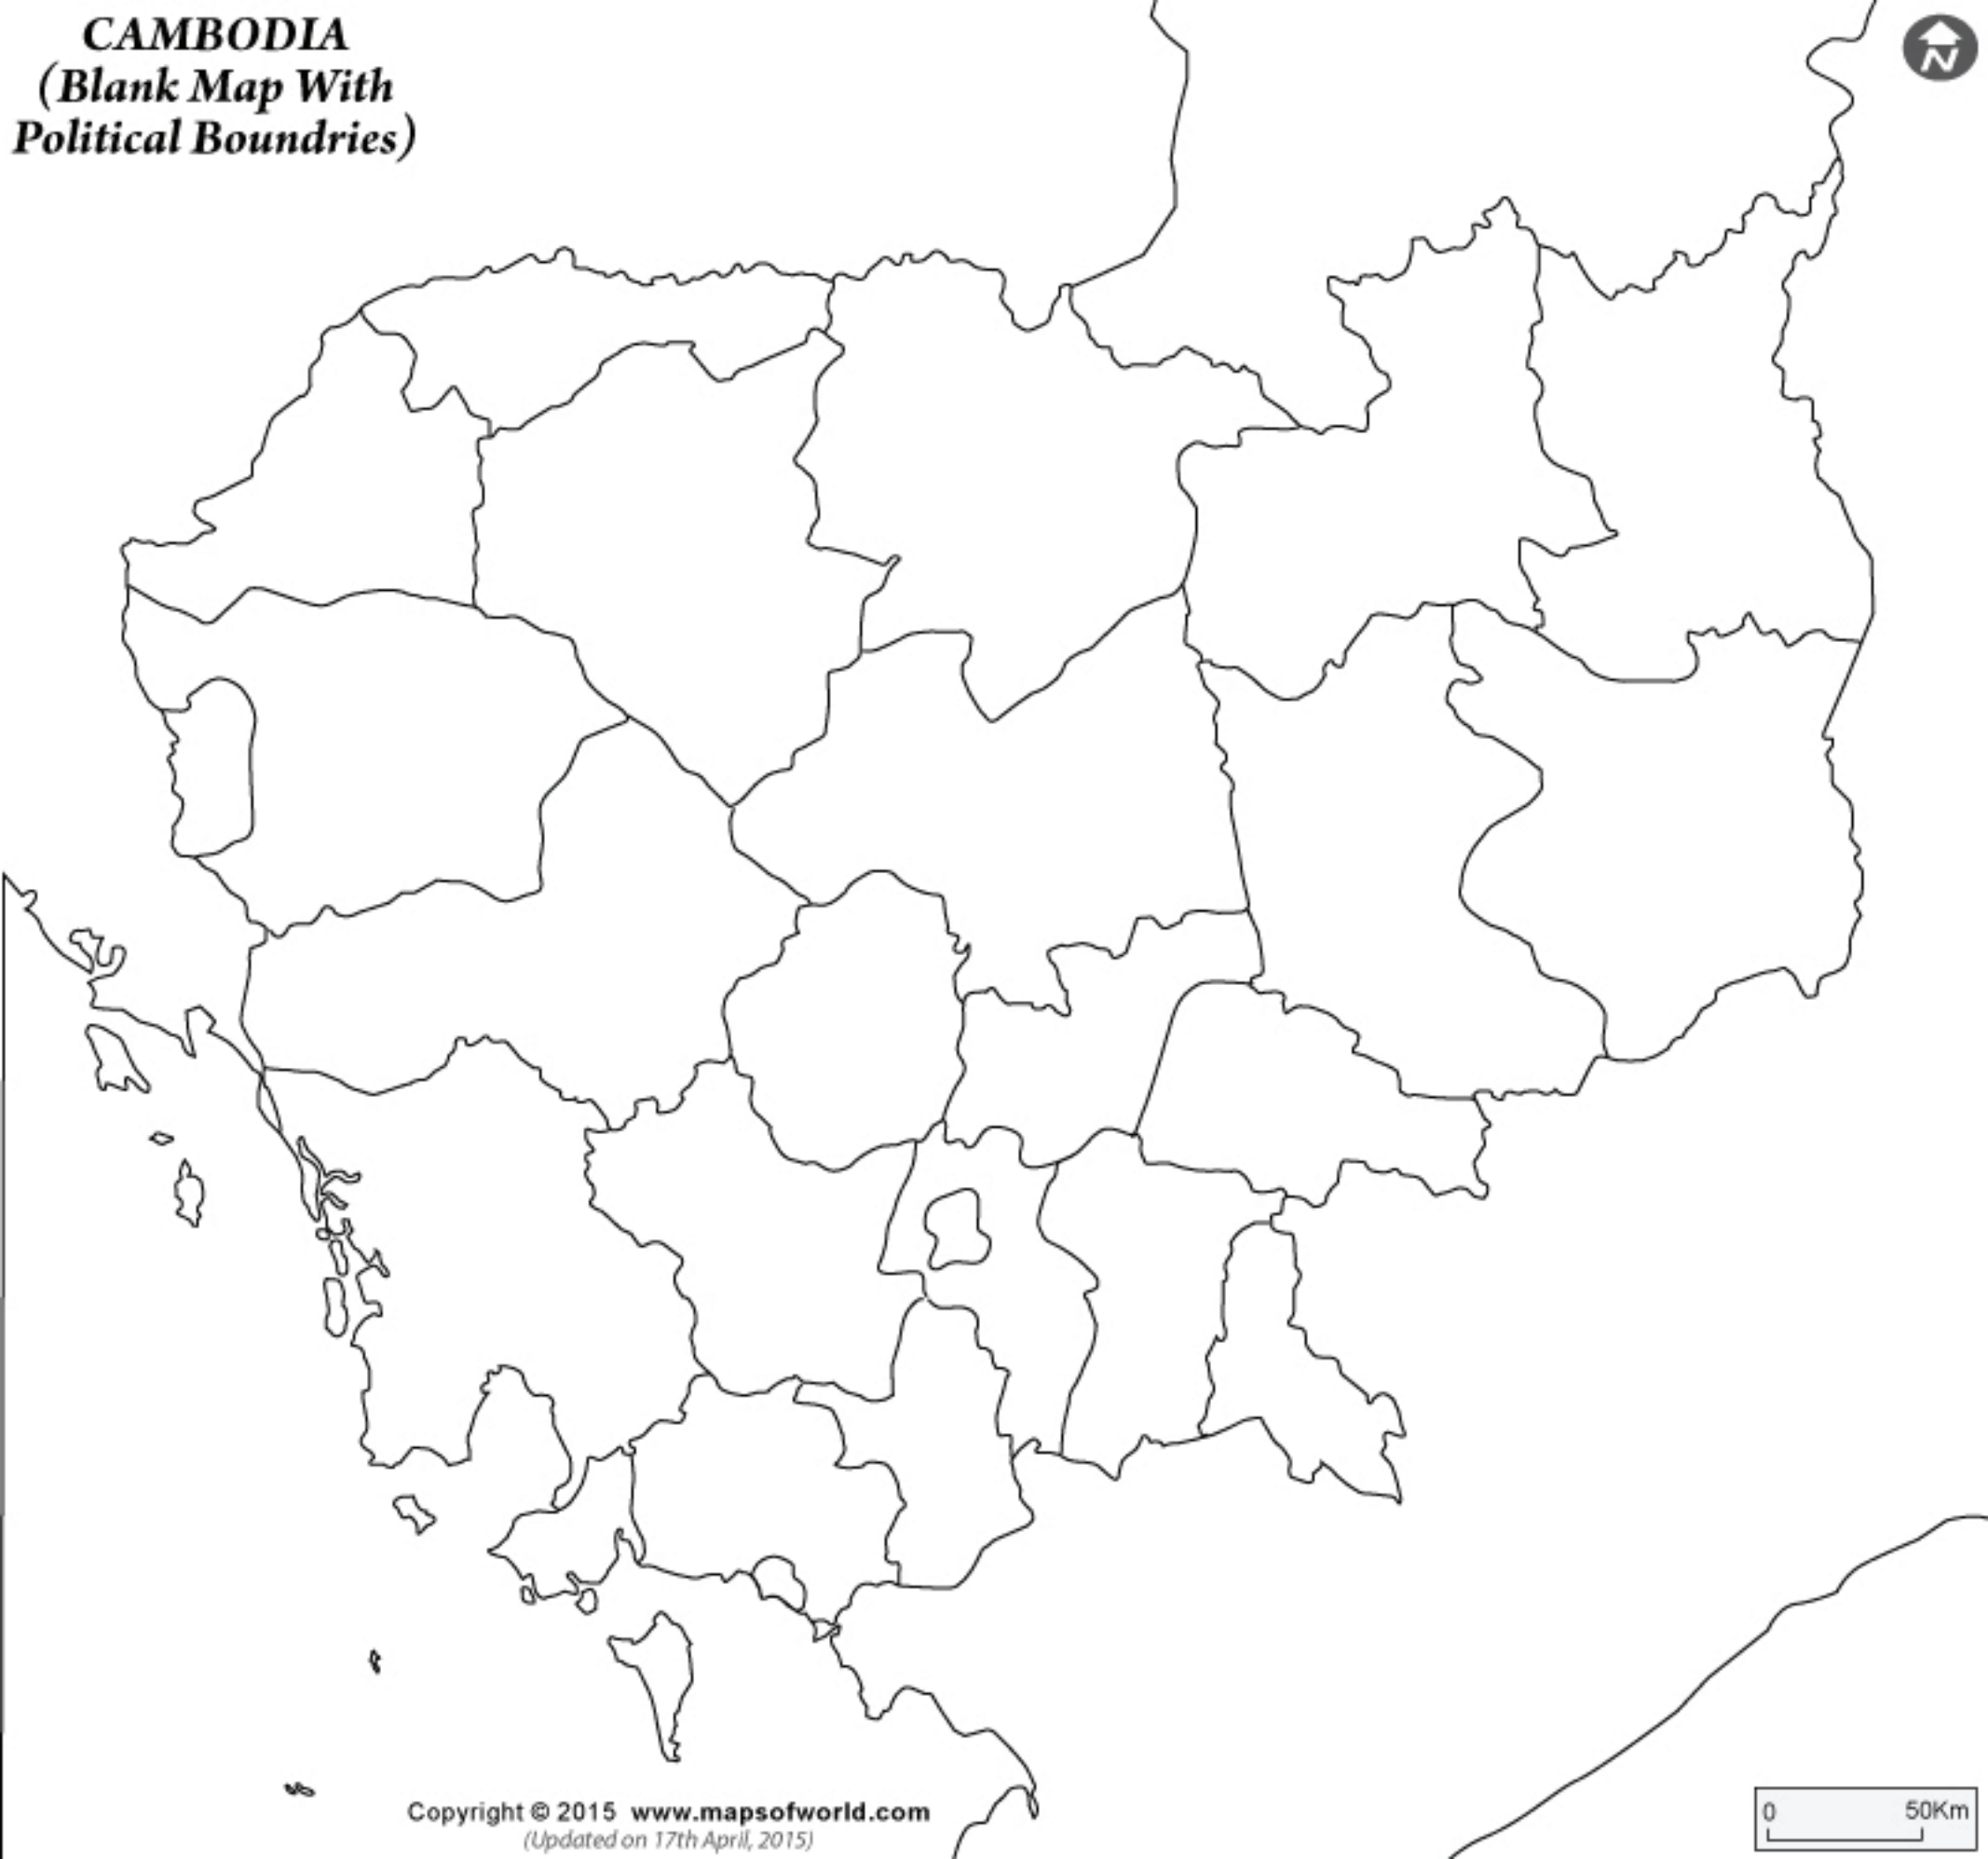 CAMBODIA
(Blank Map With
Political Boundries)
N
Copyright © 2015 www.mapsofworld.com
(Updated on 17th April, 2015)
0 50Km